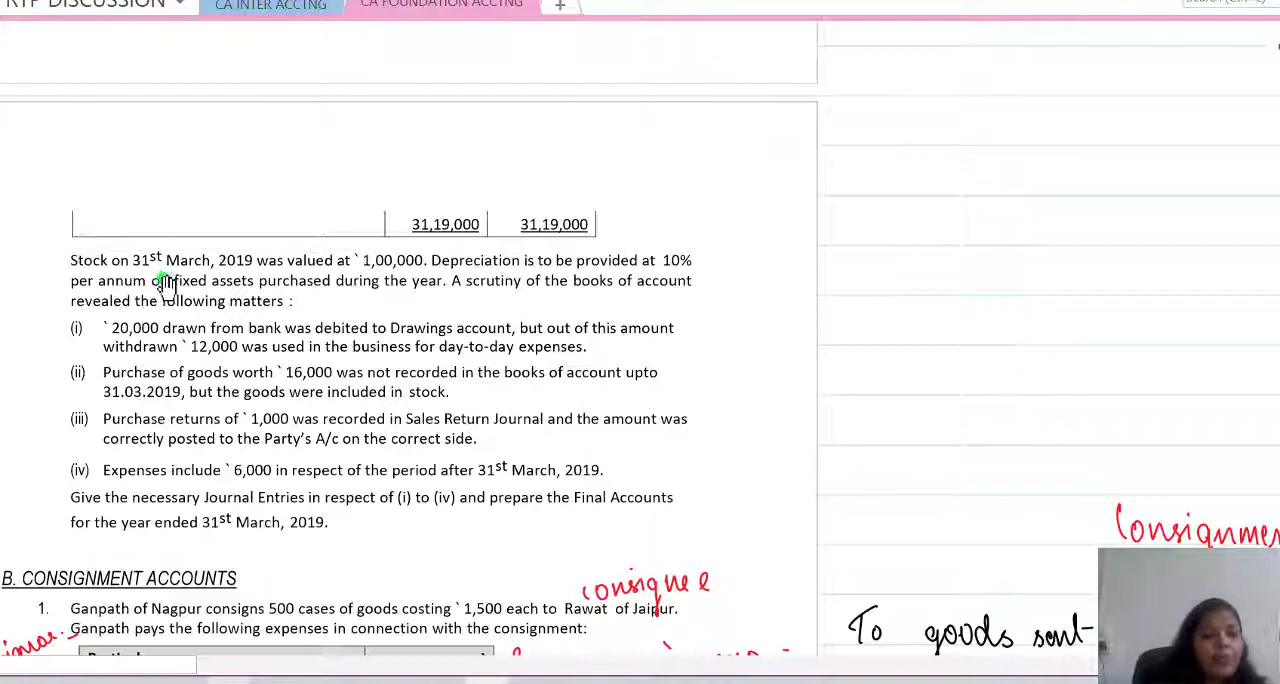 RTP DISCUSSION
CA INTER ACCTNG
CA FOUNDATION ACCTNG
+
31,19,000 31,19,000
Stock on 31st March, 2019 was valued at ` 1,00,000. Depreciation is to be provided at 10%
per annum on fixed assets purchased during the year. A scrutiny of the books of account
revealed the following matters :
(i) ` 20,000 drawn from bank was debited to Drawings account, but out of this amount
withdrawn ` 12,000 was used in the business for day-to-day expenses.
(ii) Purchase of goods worth ` 16,000 was not recorded in the books of account upto
31.03.2019, but the goods were included in stock.
(iii) Purchase returns of ` 1,000 was recorded in Sales Return Journal and the amount was
correctly posted to the Party's A/c on the correct side.
(iv) Expenses include ` 6,000 in respect of the period after 31st March, 2019.
Give the necessary Journal Entries in respect of (i) to (iv) and prepare the Final Accounts
for the year ended 31st March, 2019.
Consignmen
B. CONSIGNMENT ACCOUNTS
consignee
1. Ganpath of Nagpur consigns 500 cases of goods costing ` 1,500 each to Rawat of Jaipur.
Ganpath pays the following expenses in connection with the consignment:
To goods sent-